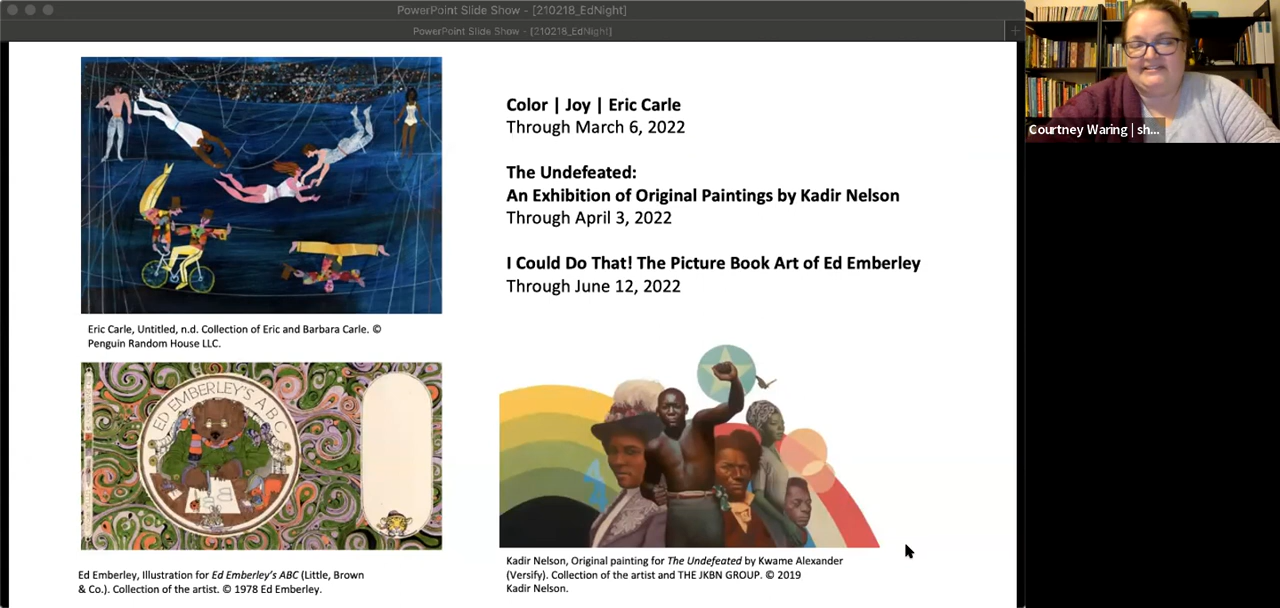 PowerPoint Slide Show - [210218_EdNight]
PowerPoint Slide Show - [210218_EdNight]
Courtney Waring | sh...
Color | Joy | Eric Carle
Through March 6, 2022
The Undefeated:
An Exhibition of Original Paintings by Kadir Nelson
Through April 3, 2022
I Could Do That! The Picture Book Art of Ed Emberley
Through June 12, 2022
Eric Carle, Untitled, n.d. Collection of Eric and Barbara Carle. ©
Penguin Random House LLC.
ED EMBERLEY'S A B C
Ed Emberley, Illustration for Ed Emberley's ABC (Little, Brown
& Co.). Collection of the artist. © 1978 Ed Emberley.
Kadir Nelson, Original painting for The Undefeated by Kwame Alexander
(Versify). Collection of the artist and THE JKBN GROUP. © 2019
Kadir Nelson.